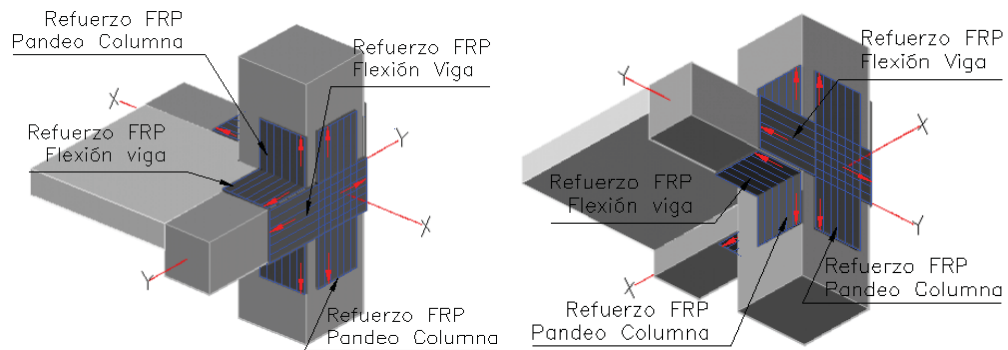 Refuerzo FRP
Pandeo Columna
Refuerzo FRP
Flexión Viga
X
Refuerzo FRP
Flexión viga
Y
X
Y
Refuerzo FRP
Pandeo Columna
Refuerzo FRP
Flexión Viga
Y
X
Refuerzo FRP
Flexión viga
Y
X
Refuerzo FRP
Pandeo Columna
Refuerzo FRP
Pandeo Columna